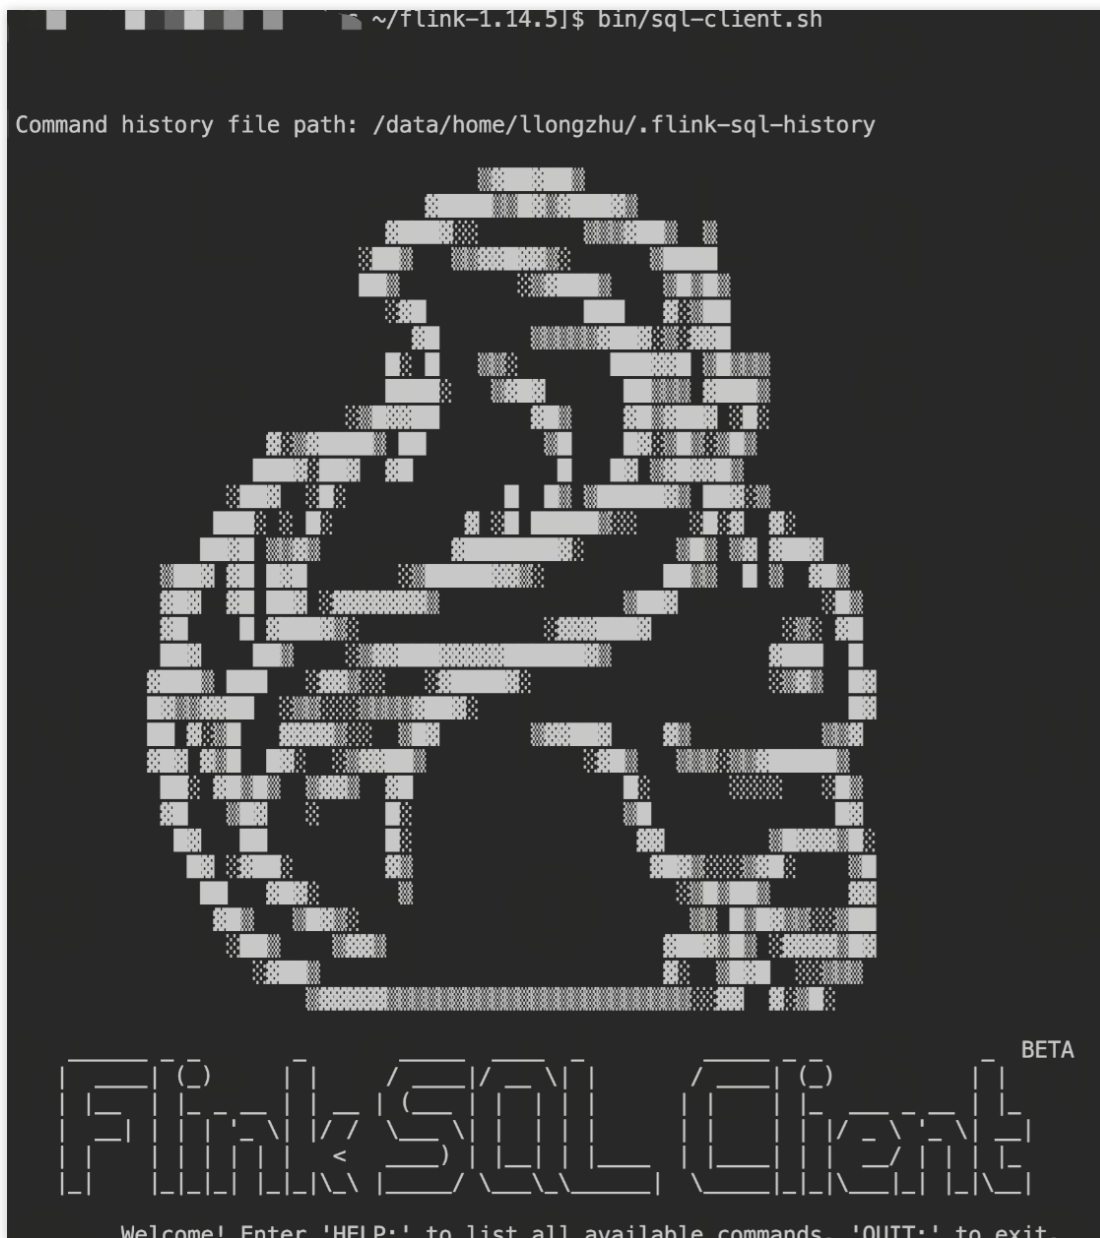 ~/flink-1.14.5]$ bin/sql-client.sh
Command history file path: /data/home/llongzhu/.flink-sql-history
BETA
Flink SQL Client
Welcome! Enter 'HELP;' to list all available commands. 'QUIT;' to exit.